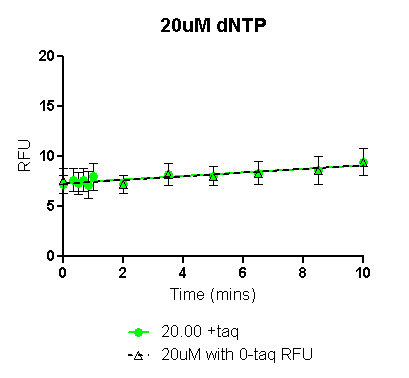 20uM dNTP
20
15
10
5
0
RFU
0 2 4 6 8 10
Time (mins)
20.00 +taq
20uM with 0-taq RFU